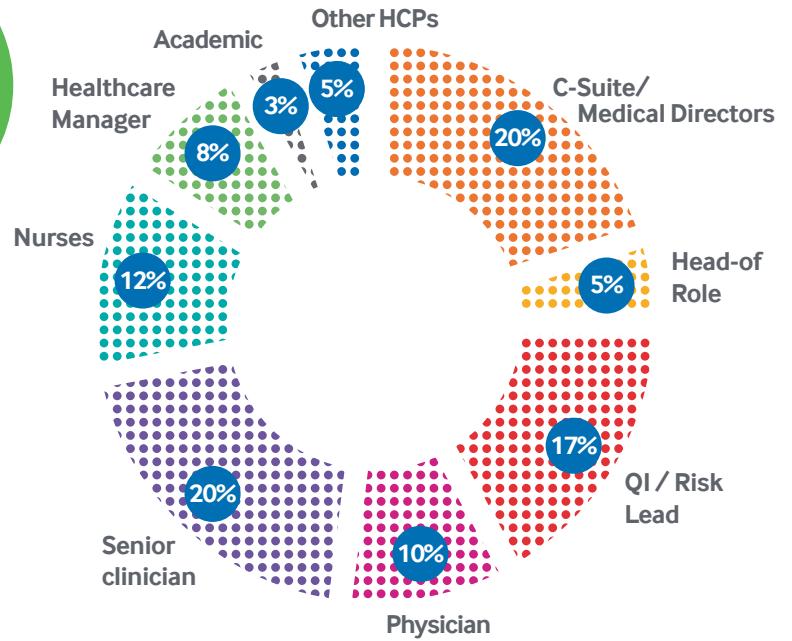 Other HCPs
5%
C-Suite/
Medical Directors
20%
Head-of
Role
5%
17%
QI / Risk
Lead
10%
Physician
20%
Senior
clinician
Nurses
12%
Healthcare
Manager
8%
Academic
3%